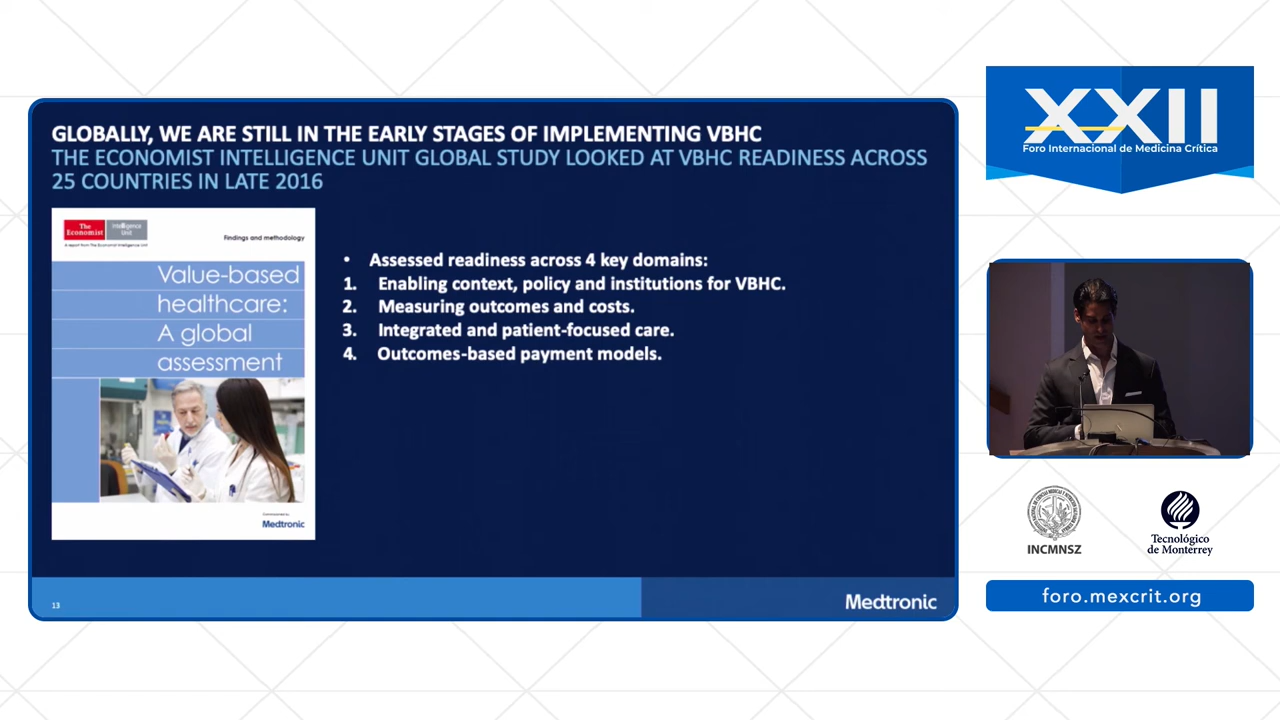 GLOBALLY, WE ARE STILL IN THE EARLY STAGES OF IMPLEMENTING VBHC
THE ECONOMIST INTELLIGENCE UNIT GLOBAL STUDY LOOKED AT VBHC READINESS ACROSS
25 COUNTRIES IN LATE 2016
The
Economist
Intelligence
Unit
A report from The Economist Intelligence Unit
Findings and methodology
Value-based
healthcare:
A global
assessment
Medtronic
• Assessed readiness across 4 key domains:
1. Enabling context, policy and institutions for VBHC.
2. Measuring outcomes and costs.
3. Integrated and patient-focused care.
4. Outcomes-based payment models.
13
Medtronic
XXII
Foro Internacional de Medicina Crítica
INCMNSZ
Tecnológico
de Monterrey
foro.mexcrit.org